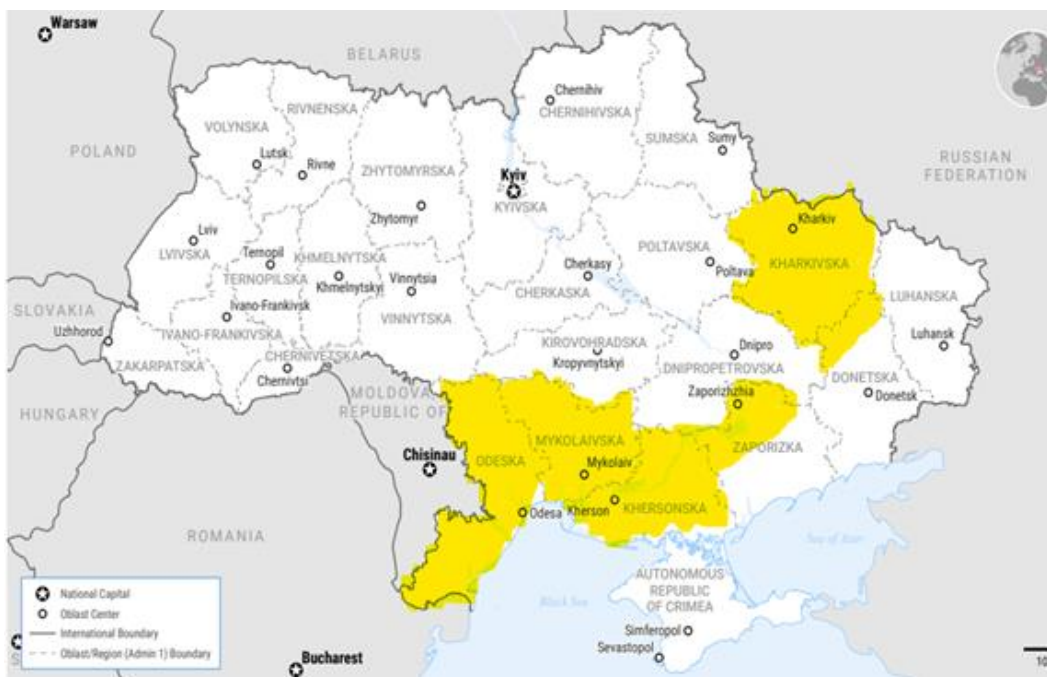 Warsaw
BELARUS
Chernihiv
CHERNIHIVSKA
RIVNENSKA
VOLYNSKA
SUMSKA
Sumy
POLAND
Lutsk
Rivne
ZHYTOMYRSKA
RUSSIAN
FEDERATION
Kyiv
KYIVSKA
Zhytomyr
Kharkiv
Lviv
LVIVSKA
Ternopil
TERNOPILSKA
KHMELNYTSKA
Khmelnytskyi
Vinnytsia
VINNYTSKA
Cherkasy
CHERKASKA
POLTAVSKA
Poltava
KHARKIVSKA
LUHANSKA
SLOVAKIA
Uzhhorod
Ivano-Frankivsk
IVANO-FRANKIVSKA
ZAKARPATSKA
CHERNIVETSKA
Chernivtsi
KIROVOHRADSKA
Kropyvnytskyi
Dnipro
DNIPROPETROVSKA
Luhansk
DONETSKA
Donetsk
HUNGARY
MOLDOVA
REPUBLIC OF
Zaporizhzhia
ZAPORIZKA
Chisinau
ODESKA
MYKOLAIVSKA
Mykolaiv
Kherson
KHERSONSKA
Odesa
ROMANIA
Sea of Azov
Black Sea
AUTONOMOUS
REPUBLIC
OF CRIMEA
Simferopol
Sevastopol
National Capital
Oblast Center
International Boundary
Oblast/Region (Admin 1) Boundary
S
Bucharest
10